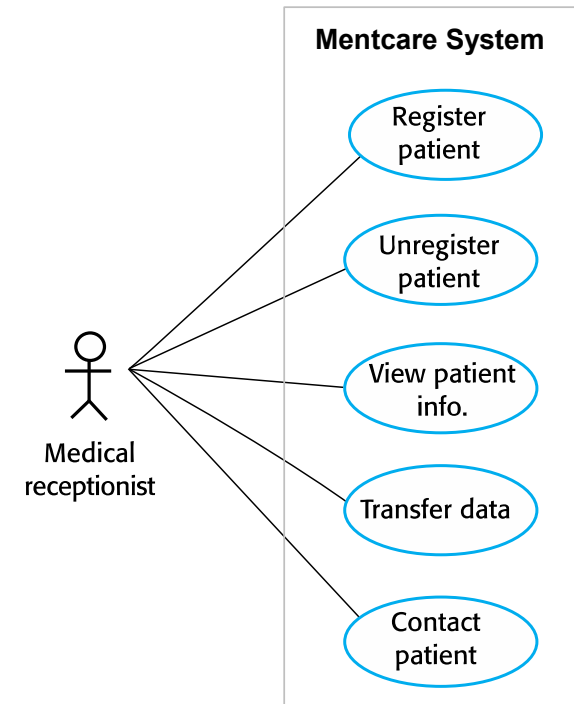 Mentcare System
Register
patient
Unregister
patient
View patient
info.
Medical
receptionist
Transfer data
Contact
patient